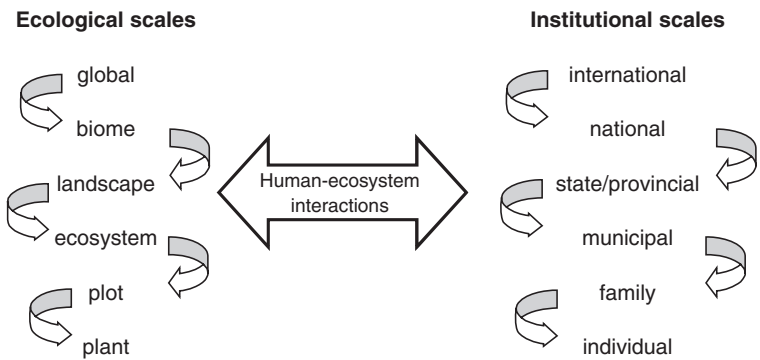 Ecological scales
global
biome
landscape
ecosystem
plot
plant
Human-ecosystem
interactions
Institutional scales
international
national
state/provincial
municipal
family
individual